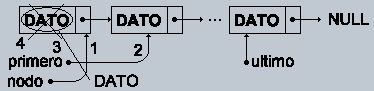 DATO DATO DATO NULL
4 3 1 2
primero ultimo
nodo DATO